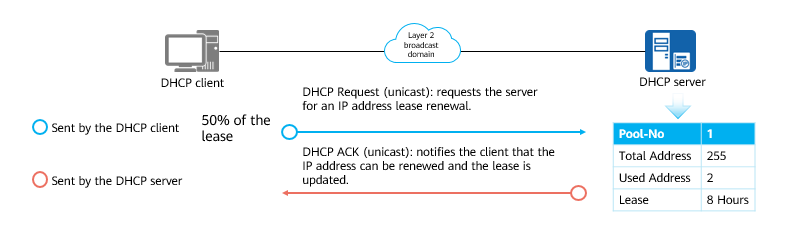 Layer 2
broadcast
domain
DHCP client
DHCP server
DHCP Request (unicast): requests the server
for an IP address lease renewal.
Sent by the DHCP client
50% of the
lease
DHCP ACK (unicast): notifies the client that the
IP address can be renewed and the lease is
updated.
Sent by the DHCP server
Pool-No 1
Total Address 255
Used Address 2
Lease 8 Hours